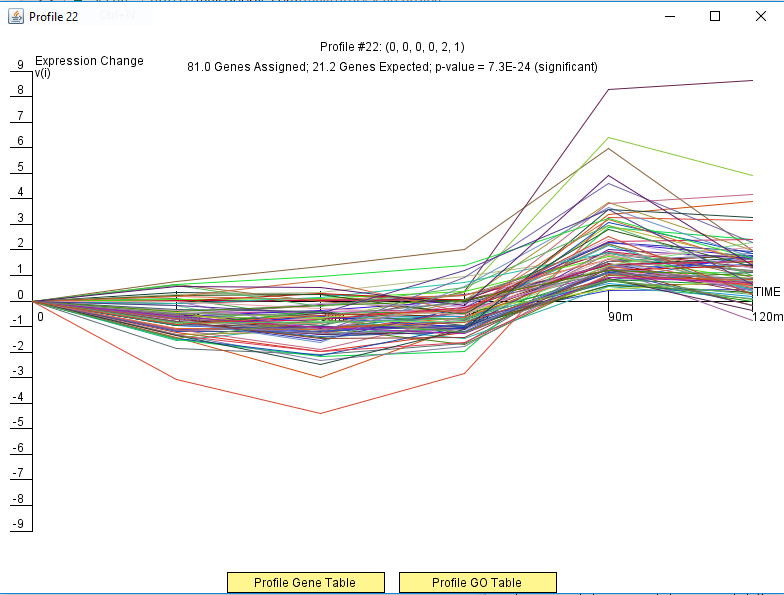 Profile 22
Profile #22: (0, 0, 0, 0, 2, 1)
81.0 Genes Assigned; 21.2 Genes Expected; p-value = 7.3E-24 (significant)
Expression Change
v(i)
9
8
7
6
5
4
3
2
1
0
-1
-2
-3
-4
-5
-6
-7
-8
-9
TIME
0
90m
120m
Profile Gene Table
Profile GO Table